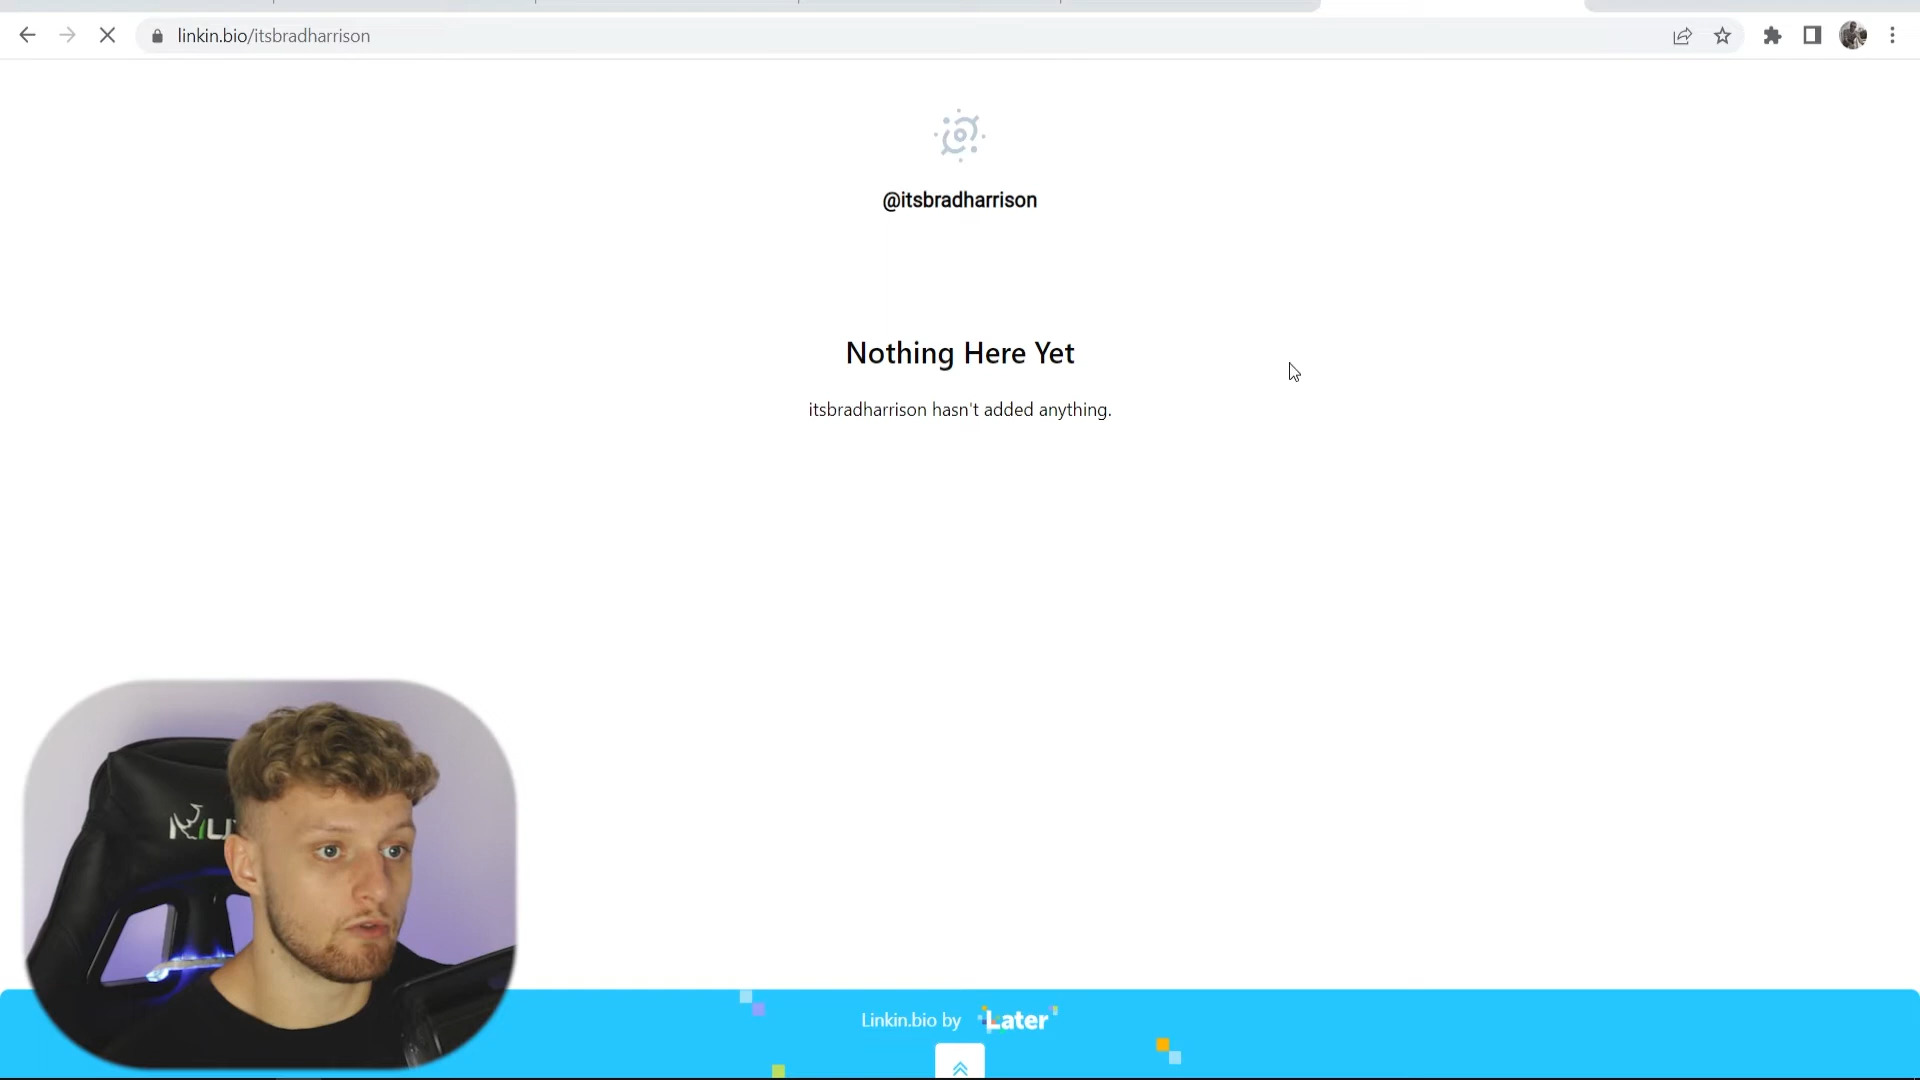 linkin.bio/itsbradharrison
@itsbradharrison
Nothing Here Yet
itsbradharrison hasn't added anything.
Linkin.bio by Later